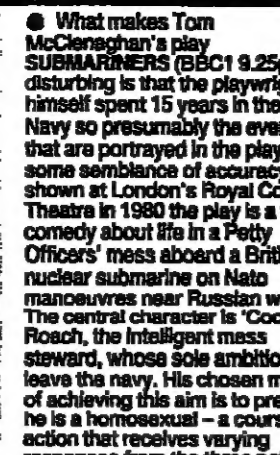 ● What makes Tom
McClenaghan's play
SUBMARINERS (BBC1 9.25
disturbing is that the playwri
himself spent 15 years in the
Navy so presumably the eve
that are portrayed in the play
some semblance of accurac
shown at London's Royal Co
Theatre in 1980 the play is a
comedy about life in a Petty
Officers' mess aboard a Briti
nuclear submarine on Nato
manoeuvres near Russian w
The central character is 'Coc
Roach, the intelligent mess
steward, whose sole ambitio
leave the navy. His chosen m
of achieving this aim is to pre
he is a homosexual – a cours
action that receives varying